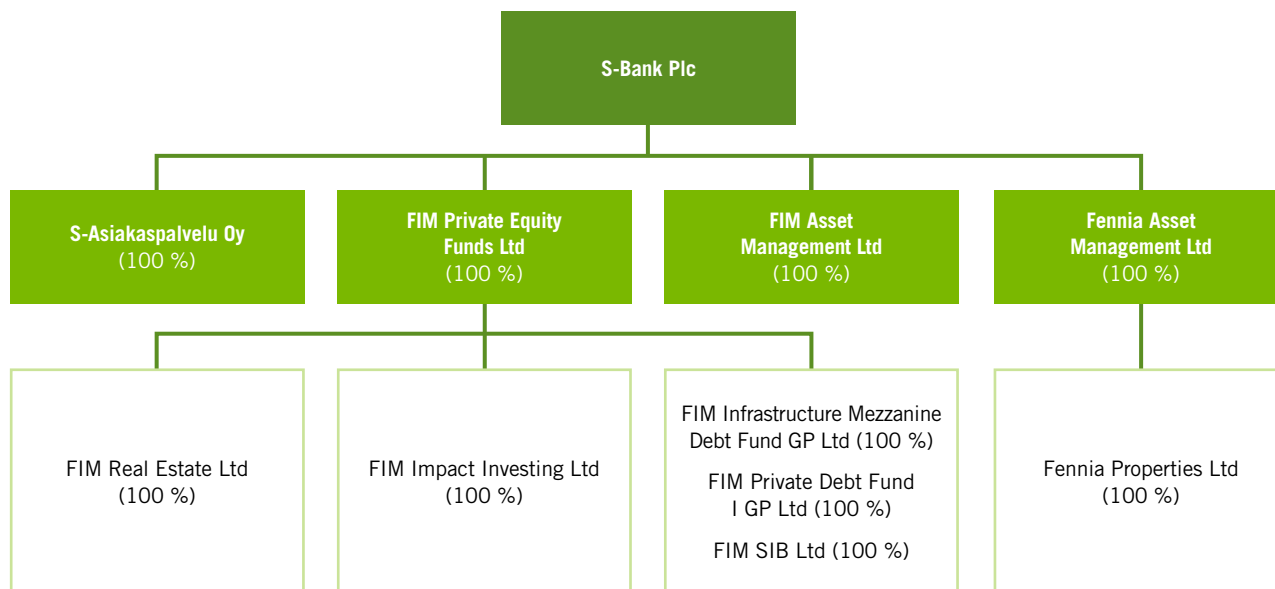 S-Bank Plc
S-Asiakaspalvelu Oy
(100 %)
FIM Private Equity
Funds Ltd
(100 %)
FIM Asset
Management Ltd
(100 %)
Fennia Asset
Management Ltd
(100 %)
FIM Real Estate Ltd
(100 %)
FIM Impact Investing Ltd
(100 %)
FIM Infrastructure Mezzanine
Debt Fund GP Ltd (100 %)
FIM Private Debt Fund
I GP Ltd (100 %)
FIM SIB Ltd (100 %)
Fennia Properties Ltd
(100 %)